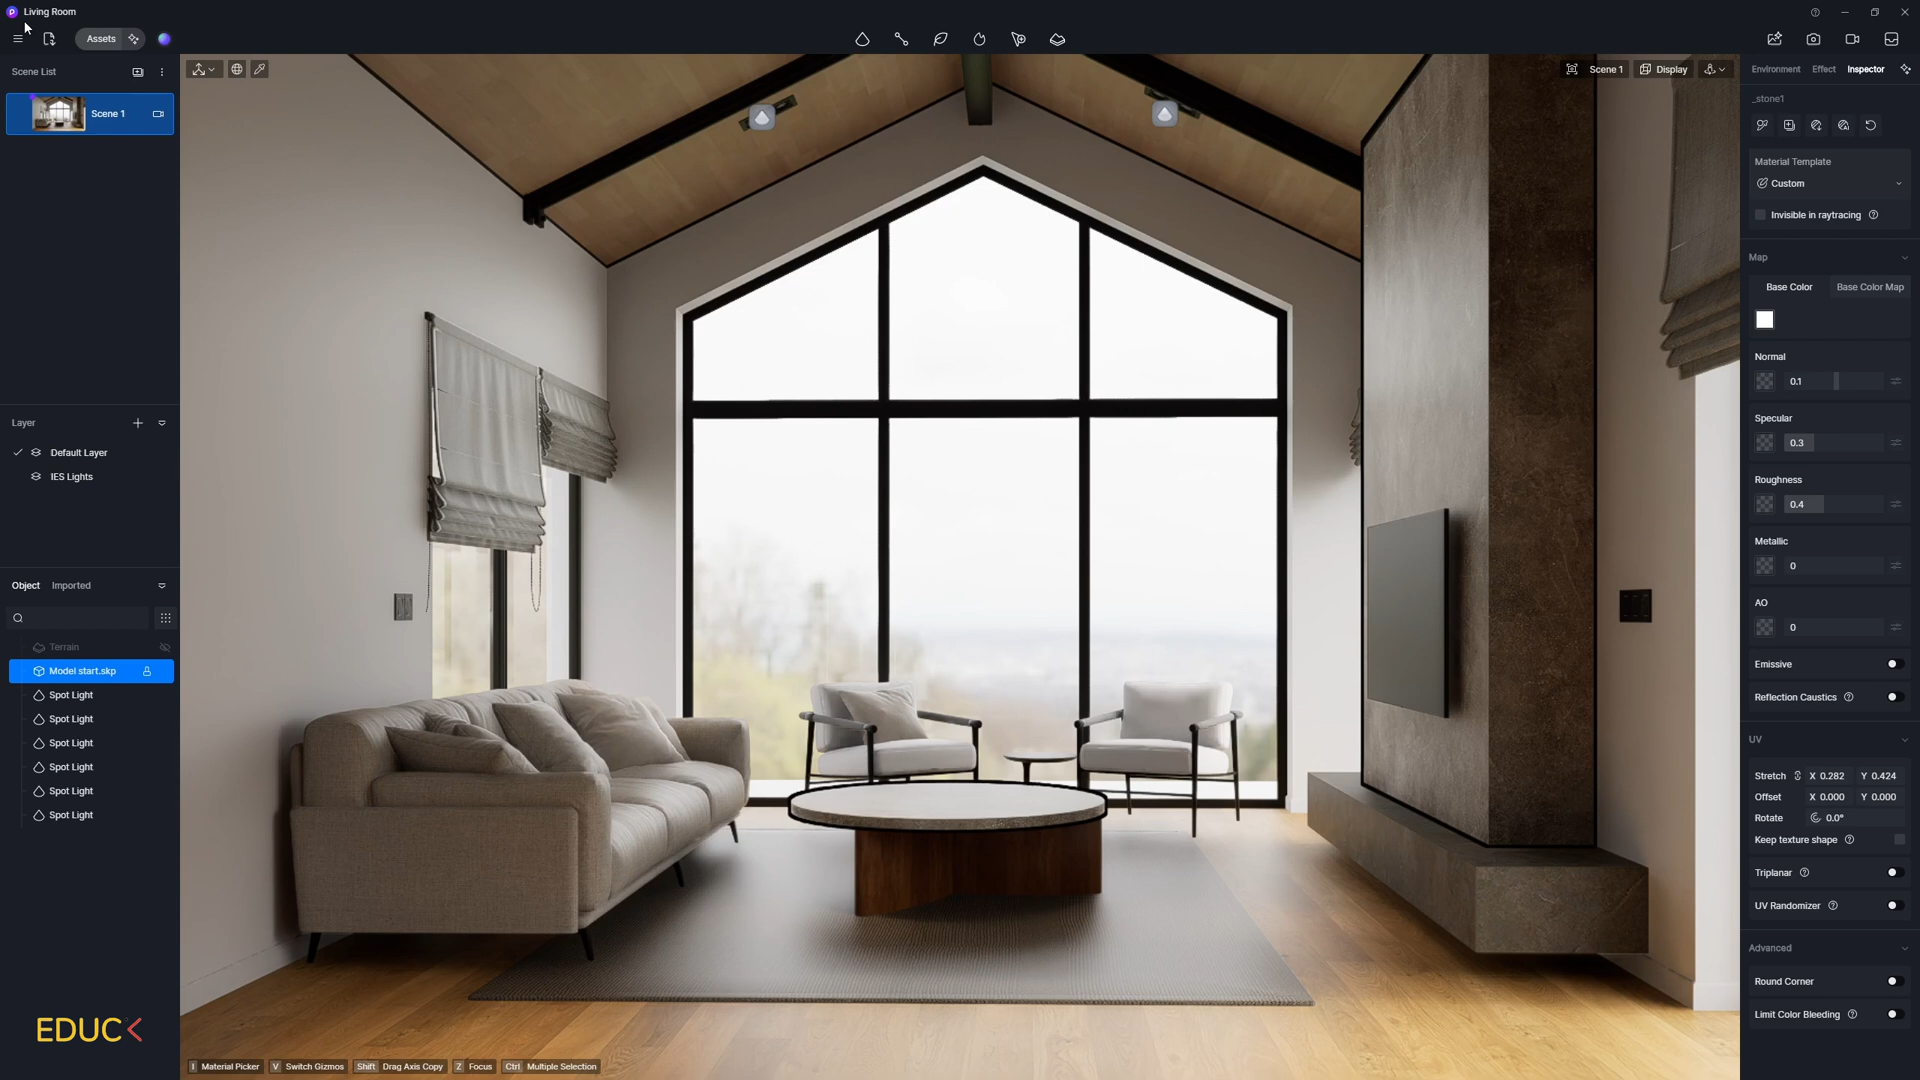 Living Room
Assets
Scene List
Scene 1
Layer
Default Layer
IES Lights
Object Imported
Terrain
Model start.skp
Spot Light
Spot Light
Spot Light
Spot Light
Spot Light
Spot Light
EDUC
Scene 1 Display
I Material Picker V Switch Gizmos Shift Drag Axis Copy Z Focus Ctrl Multiple Selection
Environment Effect Inspector
_stone1
Material Template
Custom
Invisible in raytracing
Map
Base Color Base Color Map
Normal
0.1
Specular
0.3
Roughness
0.4
Metallic
0
AO
0
Emissive
Reflection Caustics
UV
Stretch X 0.282 Y 0.424
Offset X 0.000 Y 0.000
Rotate 0.0°
Keep texture shape
Triplanar
UV Randomizer
Advanced
Round Corner
Limit Color Bleeding